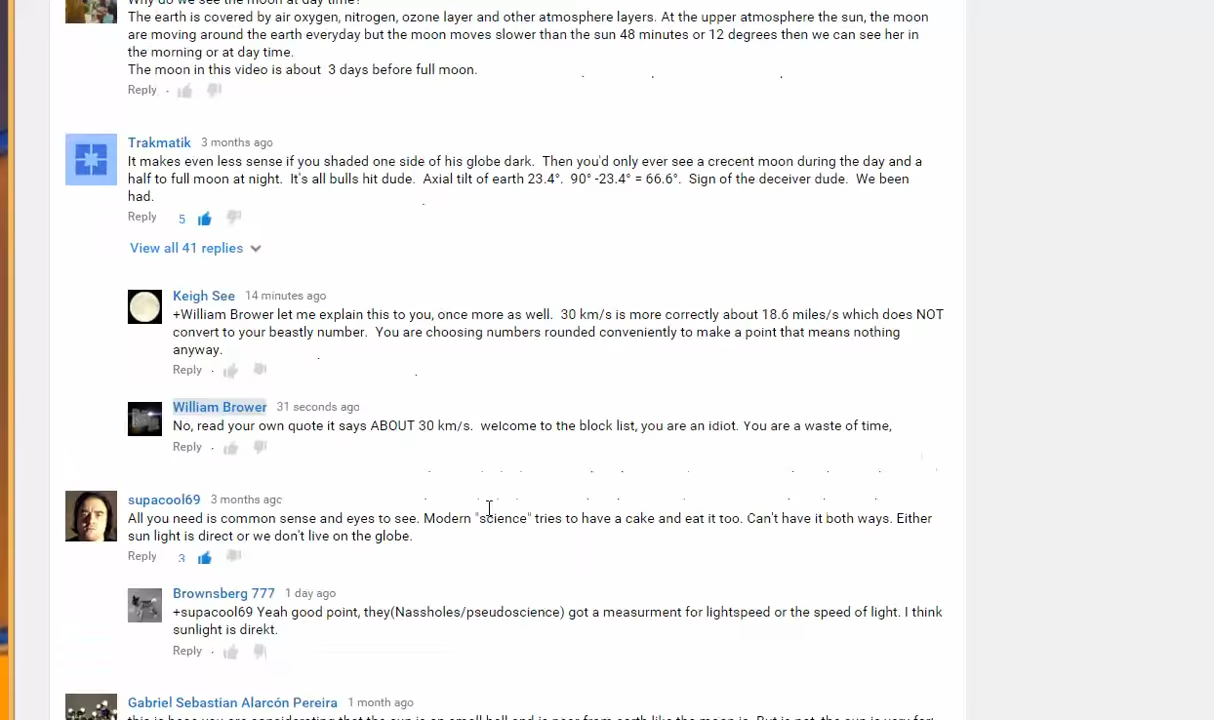 Why do we see the moon at day time?
The earth is covered by air oxygen, nitrogen, ozone layer and other atmosphere layers. At the upper atmosphere the sun, the moon
are moving around the earth everyday but the moon moves slower than the sun 48 minutes or 12 degrees then we can see her in
the morning or at day time.
The moon in this video is about  3 days before full moon.
Reply ·
Trakmatik 3 months ago
It makes even less sense if you shaded one side of his globe dark.  Then you'd only ever see a crecent moon during the day and a
half to full moon at night.  It's all bulls hit dude.  Axial tilt of earth 23.4°.  90° -23.4° = 66.6°.  Sign of the deceiver dude.  We been
had.
Reply 5
View all 41 replies
Keigh See 14 minutes ago
+William Brower let me explain this to you, once more as well.  30 km/s is more correctly about 18.6 miles/s which does NOT
convert to your beastly number.  You are choosing numbers rounded conveniently to make a point that means nothing
anyway.
Reply ·
William Brower 31 seconds ago
No, read your own quote it says ABOUT 30 km/s.  welcome to the block list, you are an idiot. You are a waste of time,
Reply ·
supacool69 3 months ago
All you need is common sense and eyes to see. Modern "science" tries to have a cake and eat it too. Can't have it both ways. Either
sun light is direct or we don't live on the globe.
Reply 3
Brownsberg 777 1 day ago
+supacool69 Yeah good point, they(Nassholes/pseudoscience) got a measurment for lightspeed or the speed of light. I think
sunlight is direkt.
Reply ·
Gabriel Sebastian Alarcón Pereira 1 month ago